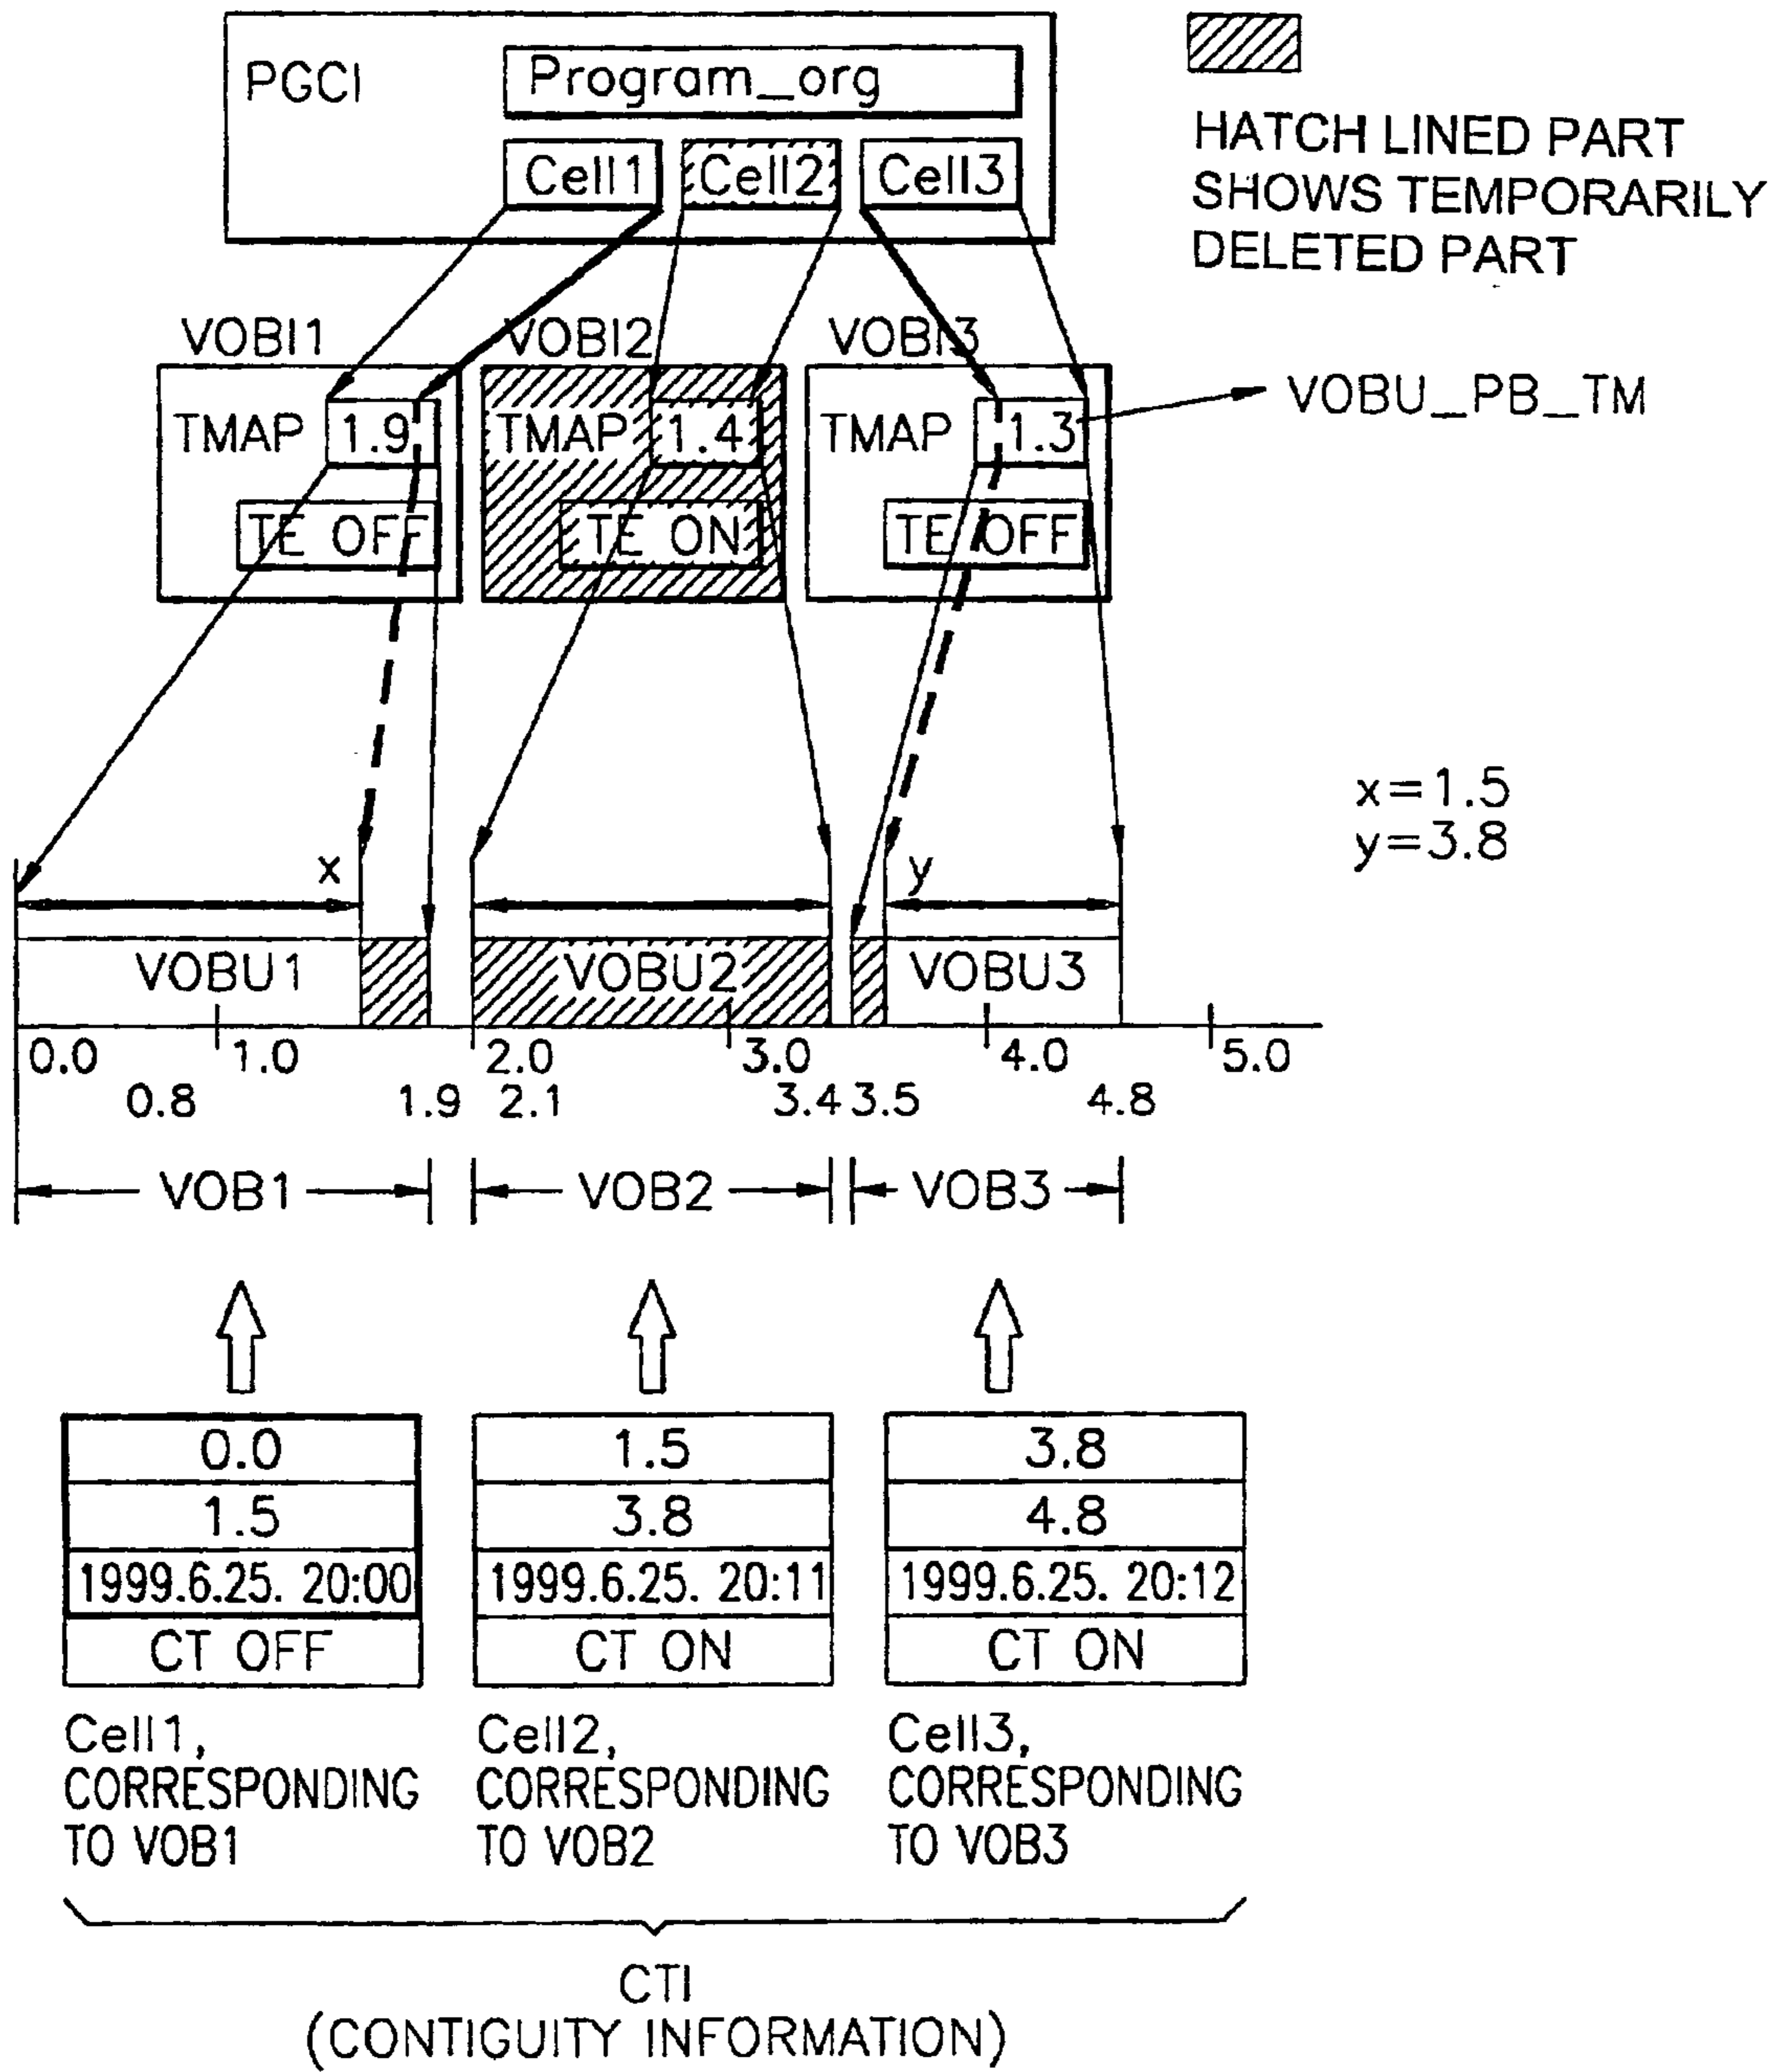 PGCI
Program_org
Cell1 Cell2 Cell3
HATCH LINED PART
SHOWS TEMPORARILY
DELETED PART
VOBI1 VOBI2 VOBI3
TMAP 1.9 TMAP 1.4 TMAP 1.3
VOBU_PB_TM
TE OFF TE ON TE OFF
x=1.5
y=3.8
x y
VOBU1 VOBU2 VOBU3
0.0 1.0 2.0 3.0 4.0 5.0
0.8 1.9 2.1 3.4 3.5 4.8
VOB1 VOB2 VOB3
0.0 1.5 3.8
1.5 3.8 4.8
1999.6.25. 20:00 1999.6.25. 20:11 1999.6.25. 20:12
CT OFF CT ON CT ON
Cell1, Cell2, Cell3,
CORRESPONDING CORRESPONDING CORRESPONDING
TO VOB1 TO VOB2 TO VOB3
CTI
(CONTIGUITY INFORMATION)